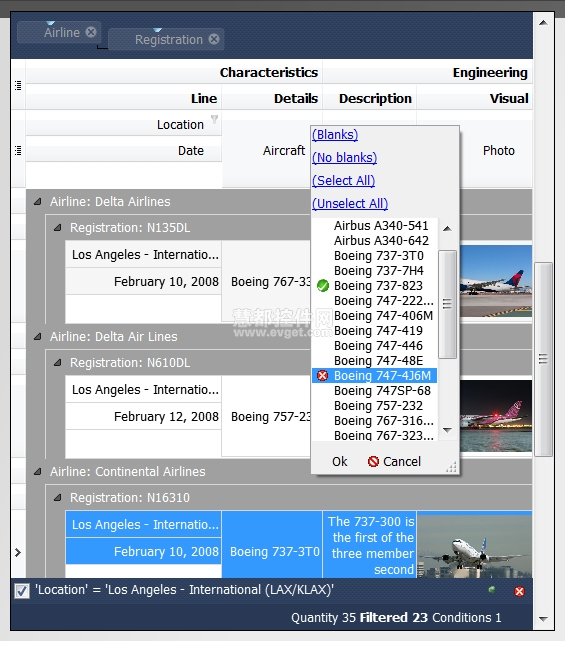 Airline
Registration
Characteristics Engineering
Line Details Description Visual
Location
Date Aircraft Photo
(Blanks)
(No blanks)
(Select All)
(Unselect All)
Airbus A340-541
Airbus A340-642
Boeing 737-3T0
Boeing 737-7H4
Boeing 737-823
Boeing 747-222...
Boeing 747-406M
Boeing 747-419
Boeing 747-446
Boeing 747-48E
Boeing 747-4J6M
Boeing 747SP-68
Boeing 757-232
Boeing 767-316...
Boeing 767-323...
Ok Cancel
Airline: Delta Airlines
Registration: N135DL
Los Angeles - Internatio...
February 10, 2008 Boeing 767-33
慧都控件网
www.evget.com
Airline: Delta Air Lines
Registration: N610DL
Los Angeles - Internatio...
February 12, 2008 Boeing 757-23
Airline: Continental Airlines
Registration: N16310
Los Angeles - Internatio...
February 10, 2008 Boeing 737-3T0
The 737-300 is
the first of the
three member
second
'Location' = 'Los Angeles - International (LAX/KLAX)'
Quantity 35 Filtered 23 Conditions 1